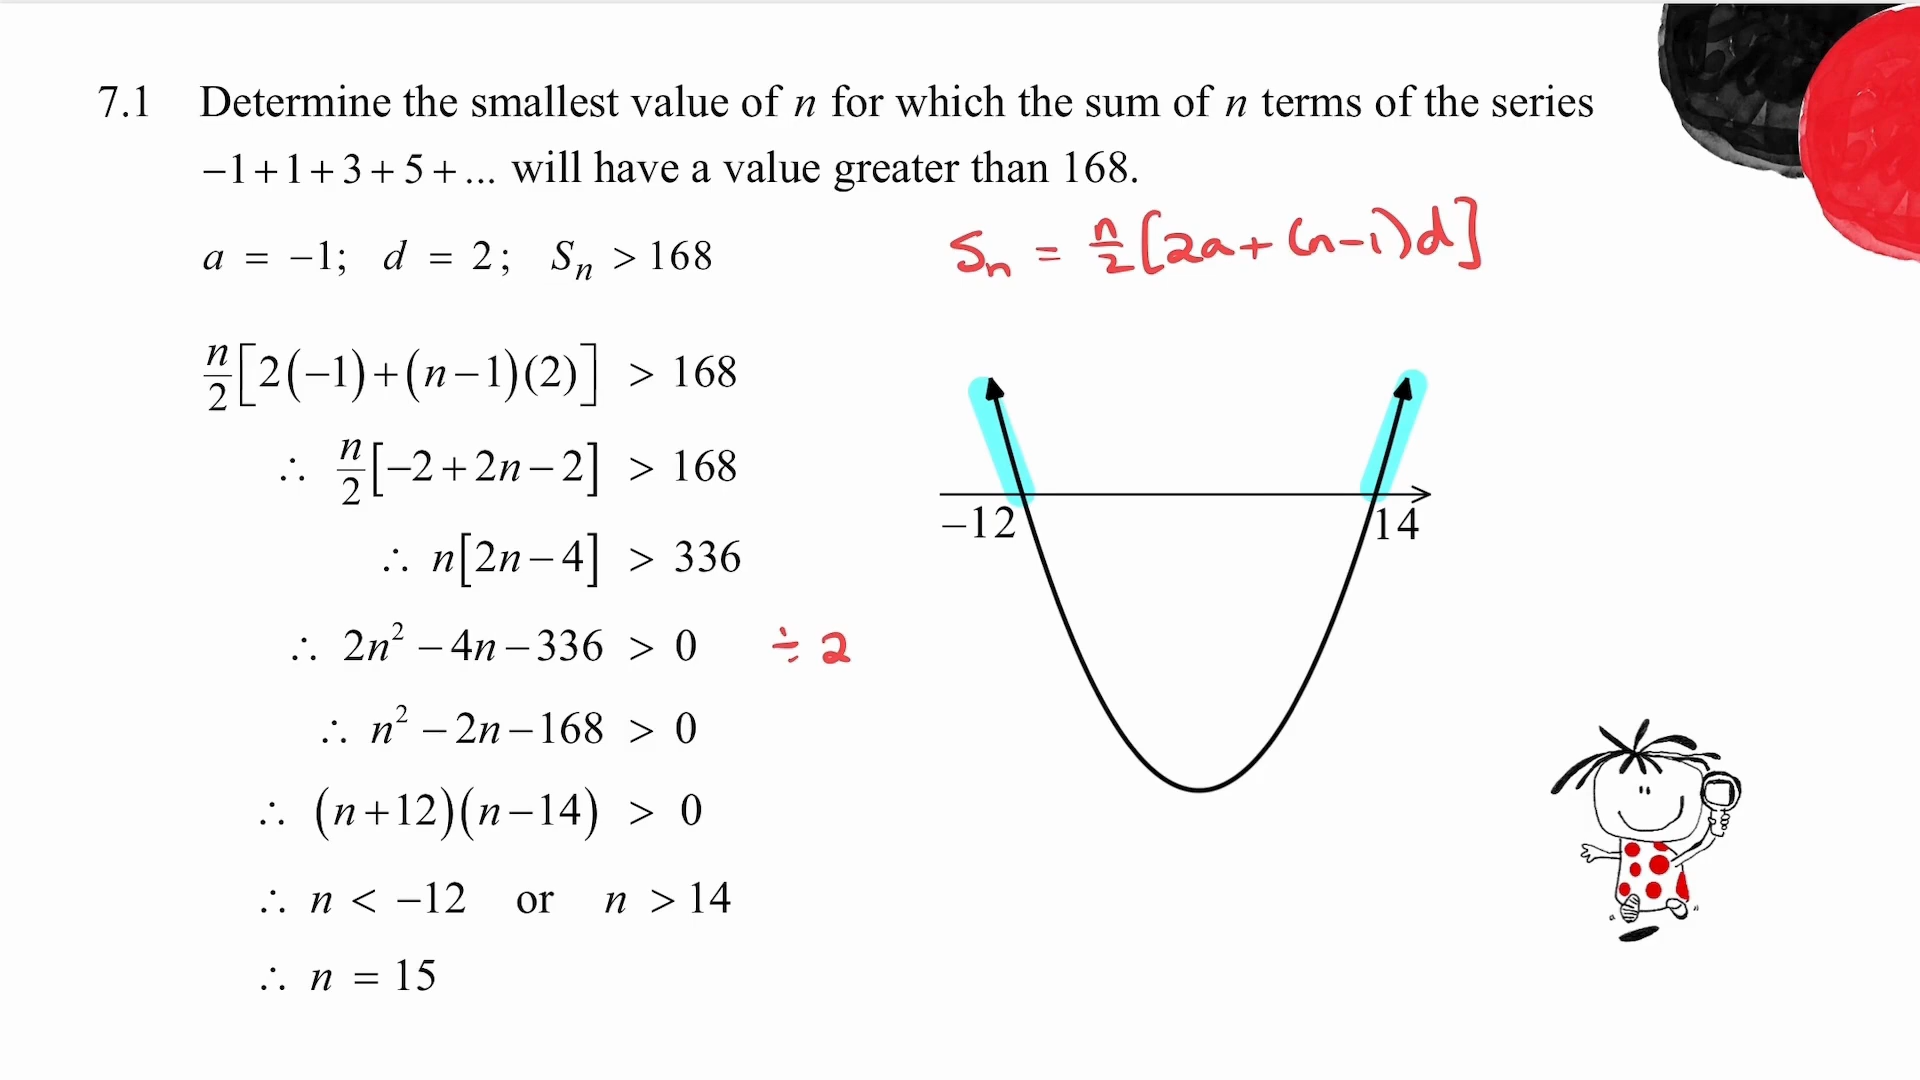 7.1 Determine the smallest value of n for which the sum of n terms of the series
−1+1+3+5+... will have a value greater than 168.
a = −1; d = 2; Sₙ > 168
Sₙ = n/2 [2a + (n−1)d]
n/2 [2(−1)+(n−1)(2)] > 168
∴ n/2 [−2+2n−2] > 168
∴ n[2n−4] > 336
∴ 2n² −4n−336 > 0 ÷ 2
∴ n² −2n−168 > 0
∴ (n+12)(n−14) > 0
∴ n < −12 or n > 14
∴ n = 15
−12 14